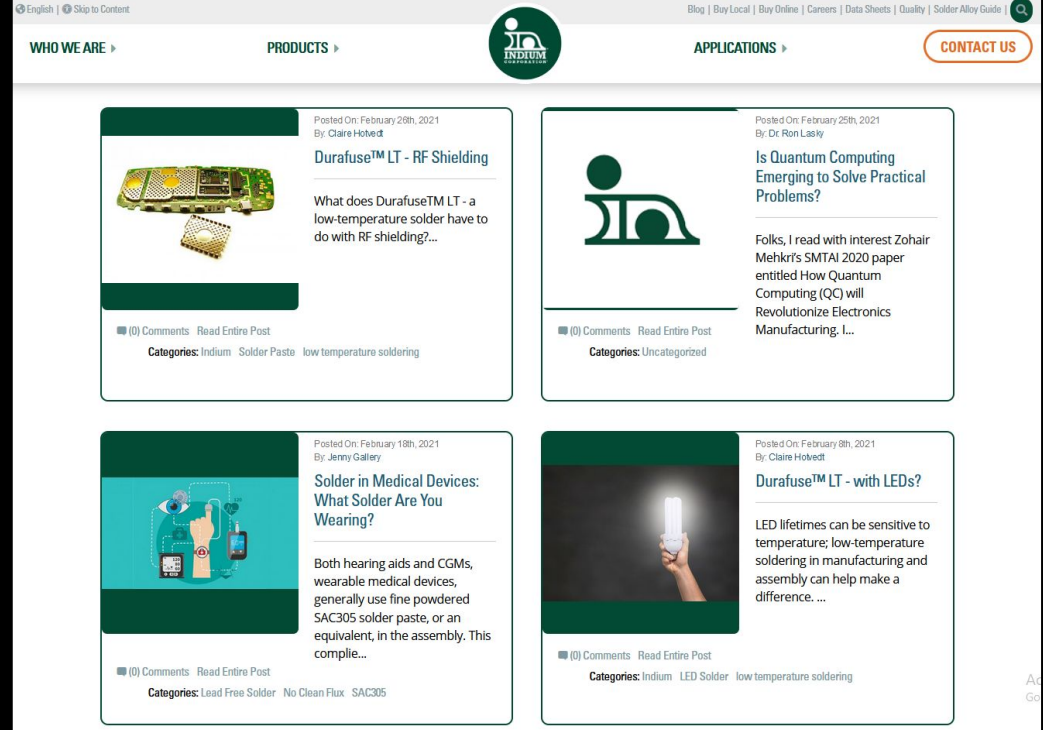 English | Skip to Content
Blog | Buy Local | Buy Online | Careers | Data Sheets | Quality | Solder Alloy Guide |
WHO WE ARE
PRODUCTS
INDIUM
CORPORATION
APPLICATIONS
CONTACT US
Posted On: February 26th, 2021
By: Claire Hotvedt
Durafuse™ LT - RF Shielding
What does DurafuseTM LT - a
low-temperature solder have to
do with RF shielding?...
(0) Comments Read Entire Post
Categories: Indium Solder Paste low temperature soldering
Posted On: February 25th, 2021
By: Dr. Ron Lasky
Is Quantum Computing
Emerging to Solve Practical
Problems?
Folks, I read with interest Zohair
Mehkri's SMTAI 2020 paper
entitled How Quantum
Computing (QC) will
Revolutionize Electronics
Manufacturing. I...
(0) Comments Read Entire Post
Categories: Uncategorized
Posted On: February 18th, 2021
By: Jenny Gallery
Solder in Medical Devices:
What Solder Are You
Wearing?
Both hearing aids and CGMs,
wearable medical devices,
generally use fine powdered
SAC305 solder paste, or an
equivalent, in the assembly. This
complie...
(0) Comments Read Entire Post
Categories: Lead Free Solder No Clean Flux SAC305
Posted On: February 8th, 2021
By: Claire Hotvedt
Durafuse™ LT - with LEDs?
LED lifetimes can be sensitive to
temperature; low-temperature
soldering in manufacturing and
assembly can help make a
difference. ...
(0) Comments Read Entire Post
Categories: Indium LED Solder low temperature soldering